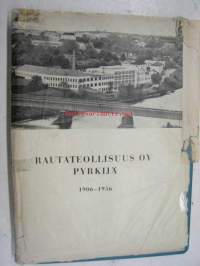 RAUTATEOLLISUUS OY
PYRKIJÄ
1906-1956